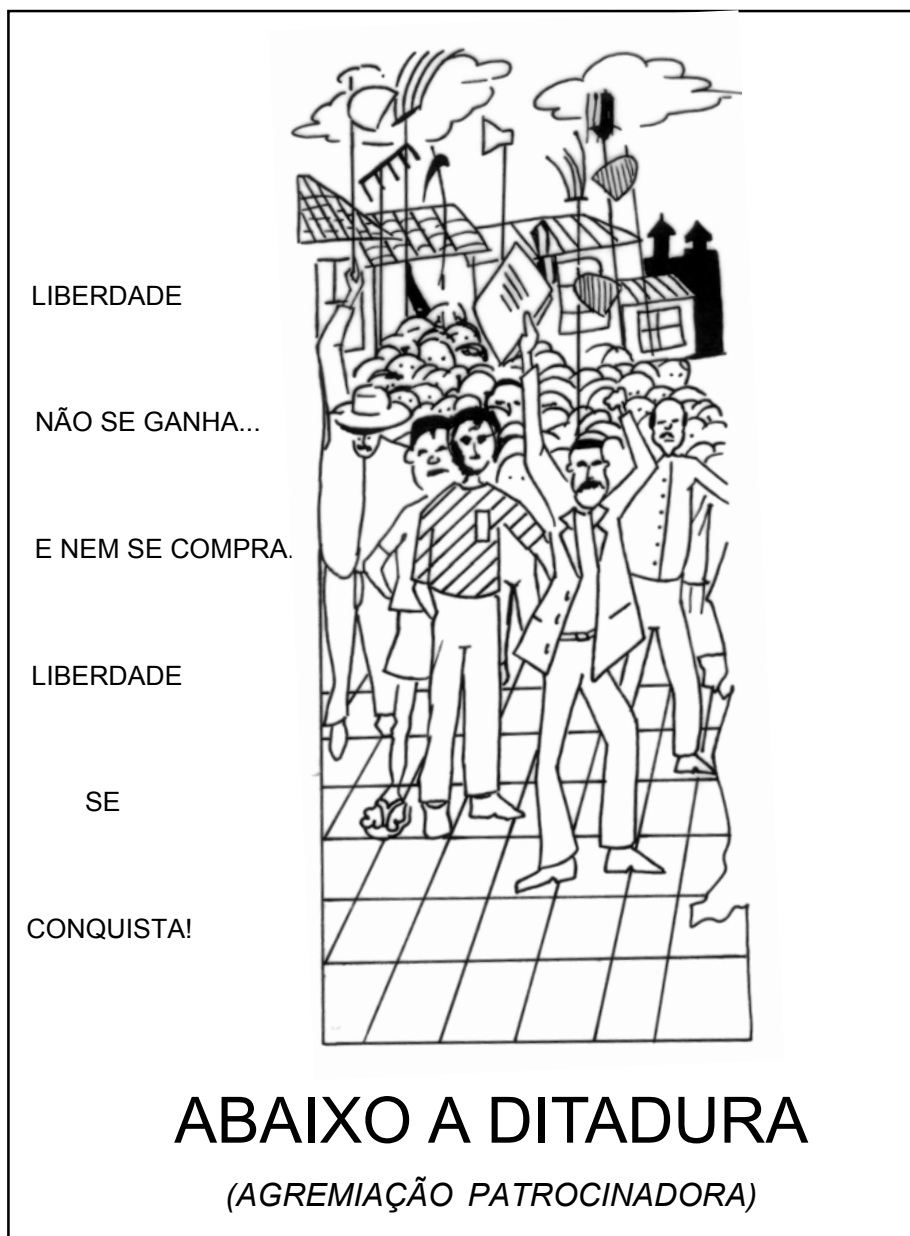 LIBERDADE
NÃO SE GANHA...
E NEM SE COMPRA.
LIBERDADE
SE
CONQUISTA!
ABAIXO A DITADURA
(AGREMIAÇÃO PATROCINADORA)